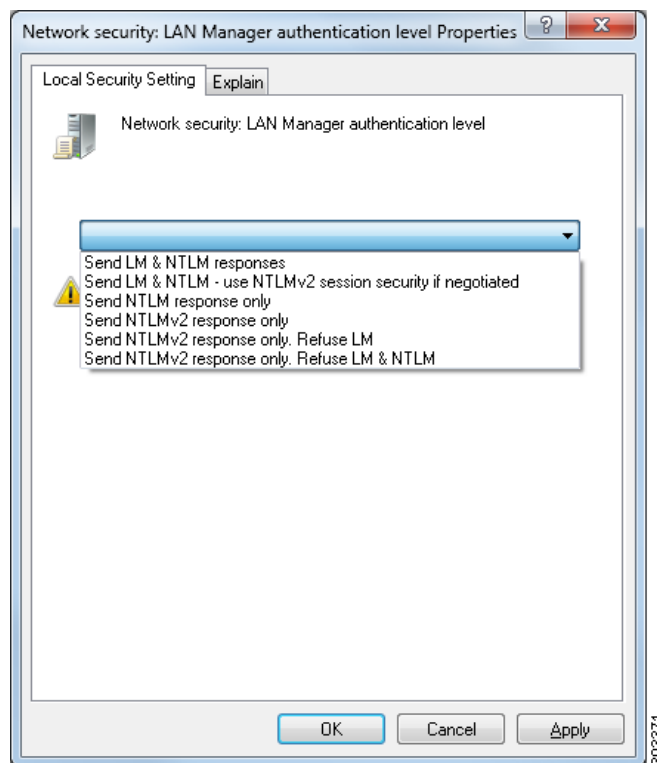 Network security: LAN Manager authentication level Properties
Local Security Setting
Explain
Network security: LAN Manager authentication level
Send LM & NTLM responses
Send LM & NTLM - use NTLMv2 session security if negotiated
Send NTLM response only
Send NTLMv2 response only
Send NTLMv2 response only. Refuse LM
Send NTLMv2 response only. Refuse LM & NTLM
OK
Cancel
Apply